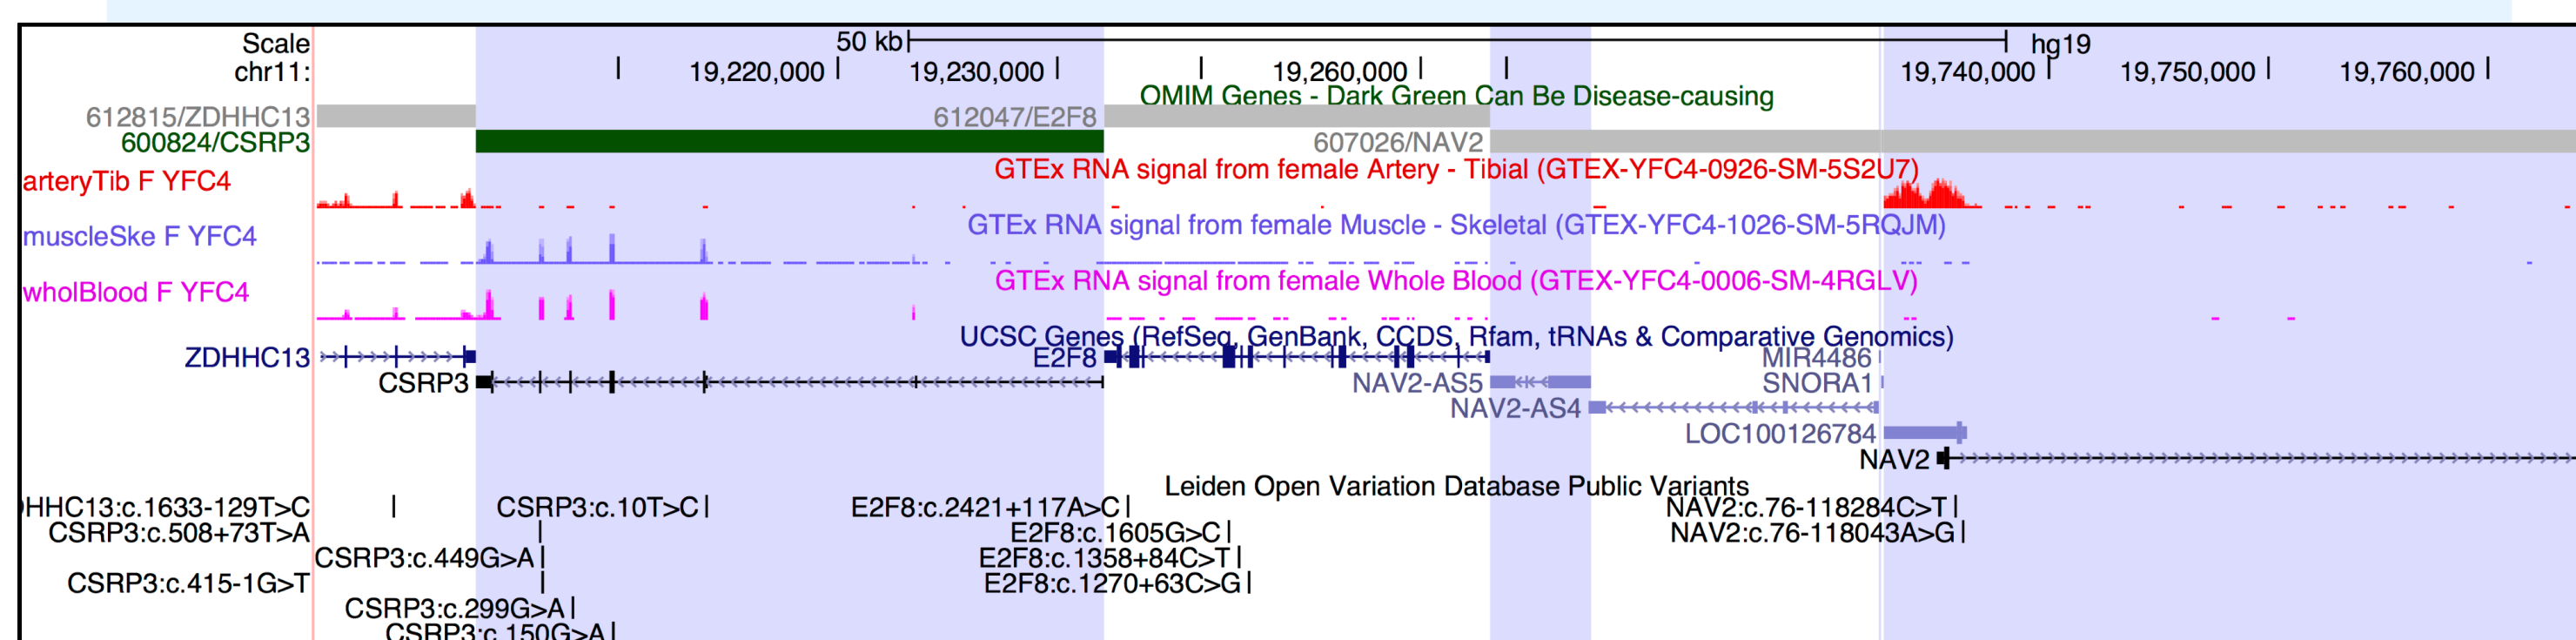 Scale 50 kb hg19
chr11: 19,220,000 19,230,000 19,260,000 19,740,000 19,750,000 19,760,000
OMIM Genes - Dark Green Can Be Disease-causing
612815/ZDHHC13 612047/E2F8
600824/CSRP3 607026/NAV2
GTEx RNA signal from female Artery - Tibial (GTEX-YFC4-0926-SM-5S2U7)
arteryTib F YFC4
GTEx RNA signal from female Muscle - Skeletal (GTEX-YFC4-1026-SM-5RQJM)
muscleSke F YFC4
GTEx RNA signal from female Whole Blood (GTEX-YFC4-0006-SM-4RGLV)
wholBlood F YFC4
UCSC Genes (RefSeq, GenBank, CCDS, Rfam, tRNAs & Comparative Genomics)
ZDHHC13 E2F8 MIR4486
CSRP3 NAV2-AS5 SNORA1
NAV2-AS4
LOC100126784
NAV2
Leiden Open Variation Database Public Variants
HHC13:c.1633-129T>C CSRP3:c.10T>C E2F8:c.2421+117A>C NAV2:c.76-118284C>T
CSRP3:c.508+73T>A E2F8:c.1605G>C NAV2:c.76-118043A>G
CSRP3:c.449G>A E2F8:c.1358+84C>T
CSRP3:c.415-1G>T E2F8:c.1270+63C>G
CSRP3:c.299G>A
CSRP3:c.150G>A